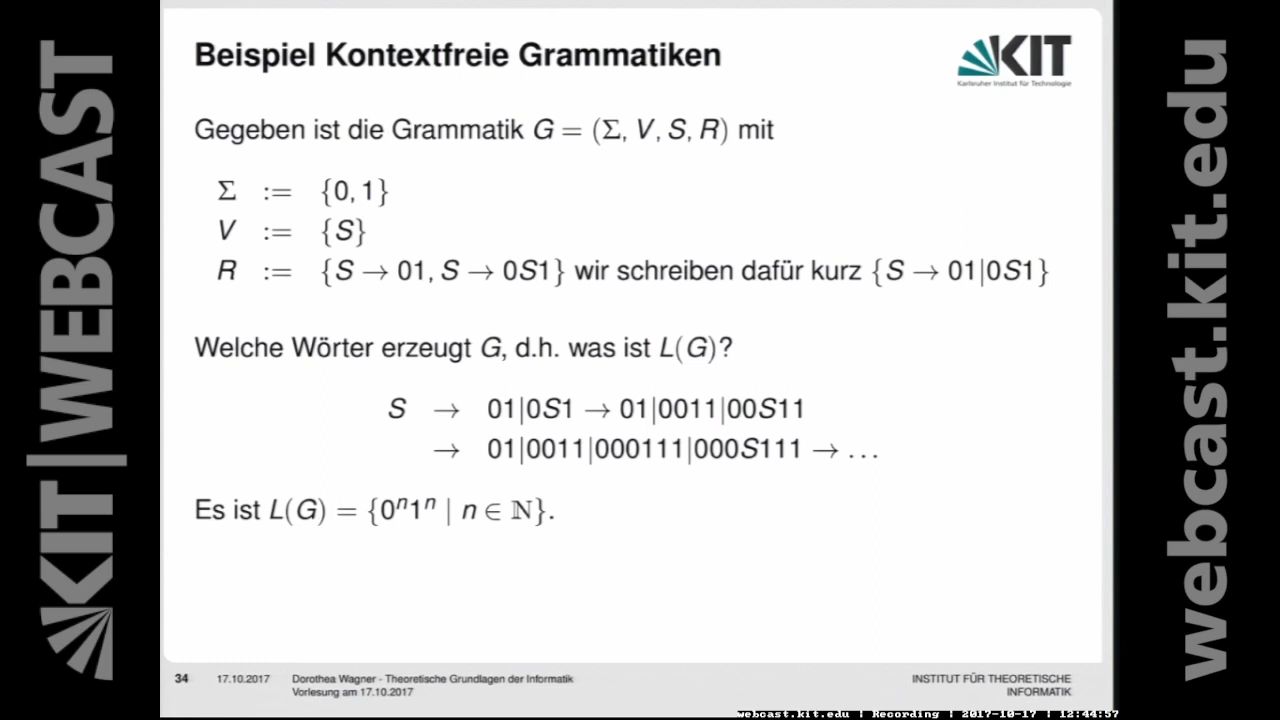 KIT | WEBCAST
Beispiel Kontextfreie Grammatiken
KIT
Karlsruher Institut für Technologie
Gegeben ist die Grammatik G = (Σ, V, S, R) mit
Σ := {0, 1}
V := {S}
R := {S → 01, S → 0S1} wir schreiben dafür kurz {S → 01|0S1}
Welche Wörter erzeugt G, d.h. was ist L(G)?
S → 01|0S1 → 01|0011|00S11
→ 01|0011|000111|000S111 → …
Es ist L(G) = {0ⁿ1ⁿ | n ∈ ℕ}.
34 17.10.2017 Dorothea Wagner - Theoretische Grundlagen der Informatik
Vorlesung am 17.10.2017
INSTITUT FÜR THEORETISCHE
INFORMATIK
webcast.kit.edu | Recording | 2017-10-17 | 12:44:57
webcast.kit.edu